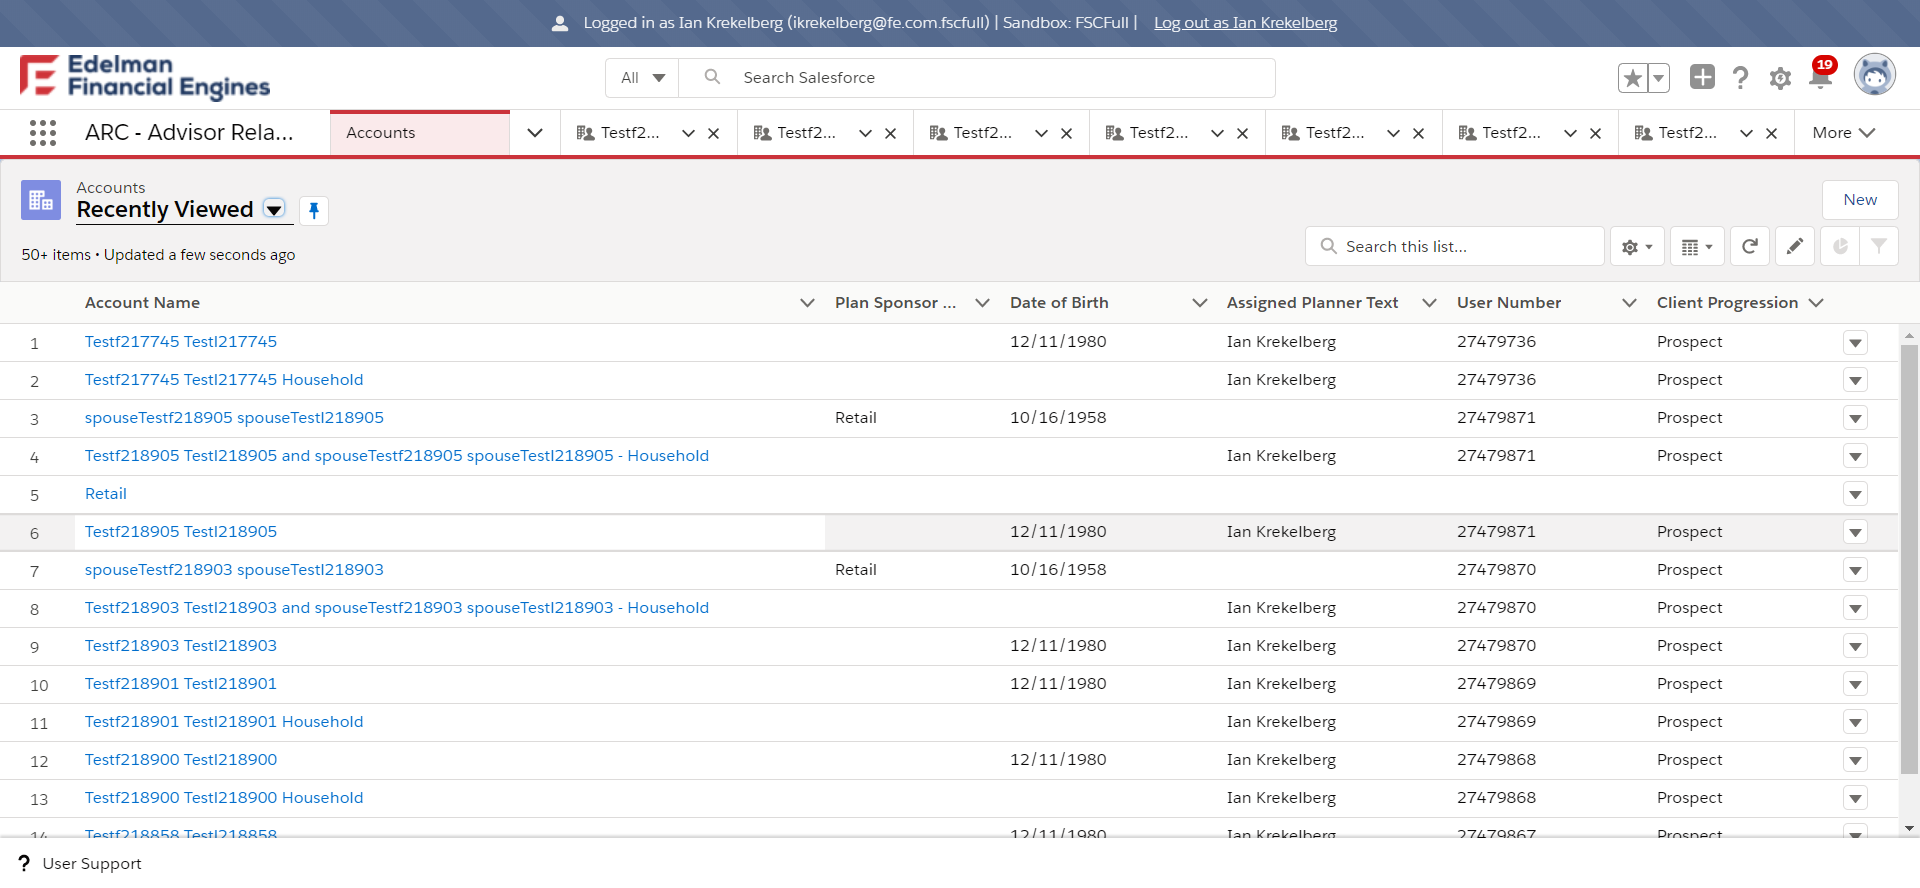 Logged in as Ian Krekelberg (ikrekelberg@fe.com.fscfull) | Sandbox: FSCFull | Log out as Ian Krekelberg
Edelman
Financial Engines
All Search Salesforce
19
ARC - Advisor Rela... Accounts Testf2... Testf2... Testf2... Testf2... Testf2... Testf2... Testf2... More
Accounts
Recently Viewed
New
50+ items • Updated a few seconds ago
Search this list...
Account Name Plan Sponsor ... Date of Birth Assigned Planner Text User Number Client Progression
1 Testf217745 Testl217745 12/11/1980 Ian Krekelberg 27479736 Prospect
2 Testf217745 Testl217745 Household Ian Krekelberg 27479736 Prospect
3 spouseTestf218905 spouseTestl218905 Retail 10/16/1958 27479871 Prospect
4 Testf218905 Testl218905 and spouseTestf218905 spouseTestl218905 - Household Ian Krekelberg 27479871 Prospect
5 Retail
6 Testf218905 Testl218905 12/11/1980 Ian Krekelberg 27479871 Prospect
7 spouseTestf218903 spouseTestl218903 Retail 10/16/1958 27479870 Prospect
8 Testf218903 Testl218903 and spouseTestf218903 spouseTestl218903 - Household Ian Krekelberg 27479870 Prospect
9 Testf218903 Testl218903 12/11/1980 Ian Krekelberg 27479870 Prospect
10 Testf218901 Testl218901 12/11/1980 Ian Krekelberg 27479869 Prospect
11 Testf218901 Testl218901 Household Ian Krekelberg 27479869 Prospect
12 Testf218900 Testl218900 12/11/1980 Ian Krekelberg 27479868 Prospect
13 Testf218900 Testl218900 Household Ian Krekelberg 27479868 Prospect
14 Testf218858 Testl218858 12/11/1980 Ian Krekelberg 27479867 Prospect
? User Support